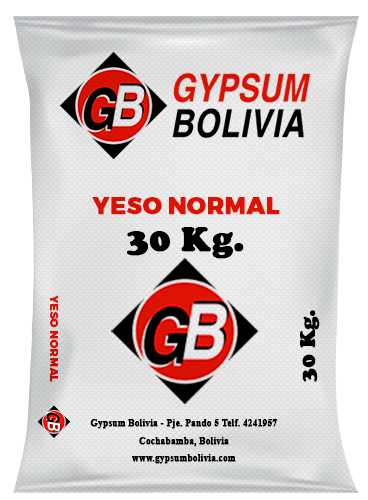 GB
GYPSUM
BOLIVIA
YESO NORMAL
30 Kg.
GB
YESO NORMAL
30 Kg.
GB
Gypsum Bolivia - Pje. Pando 5 Telf. 4241957
Cochabamba, Bolivia
www.gypsumbolivia.com